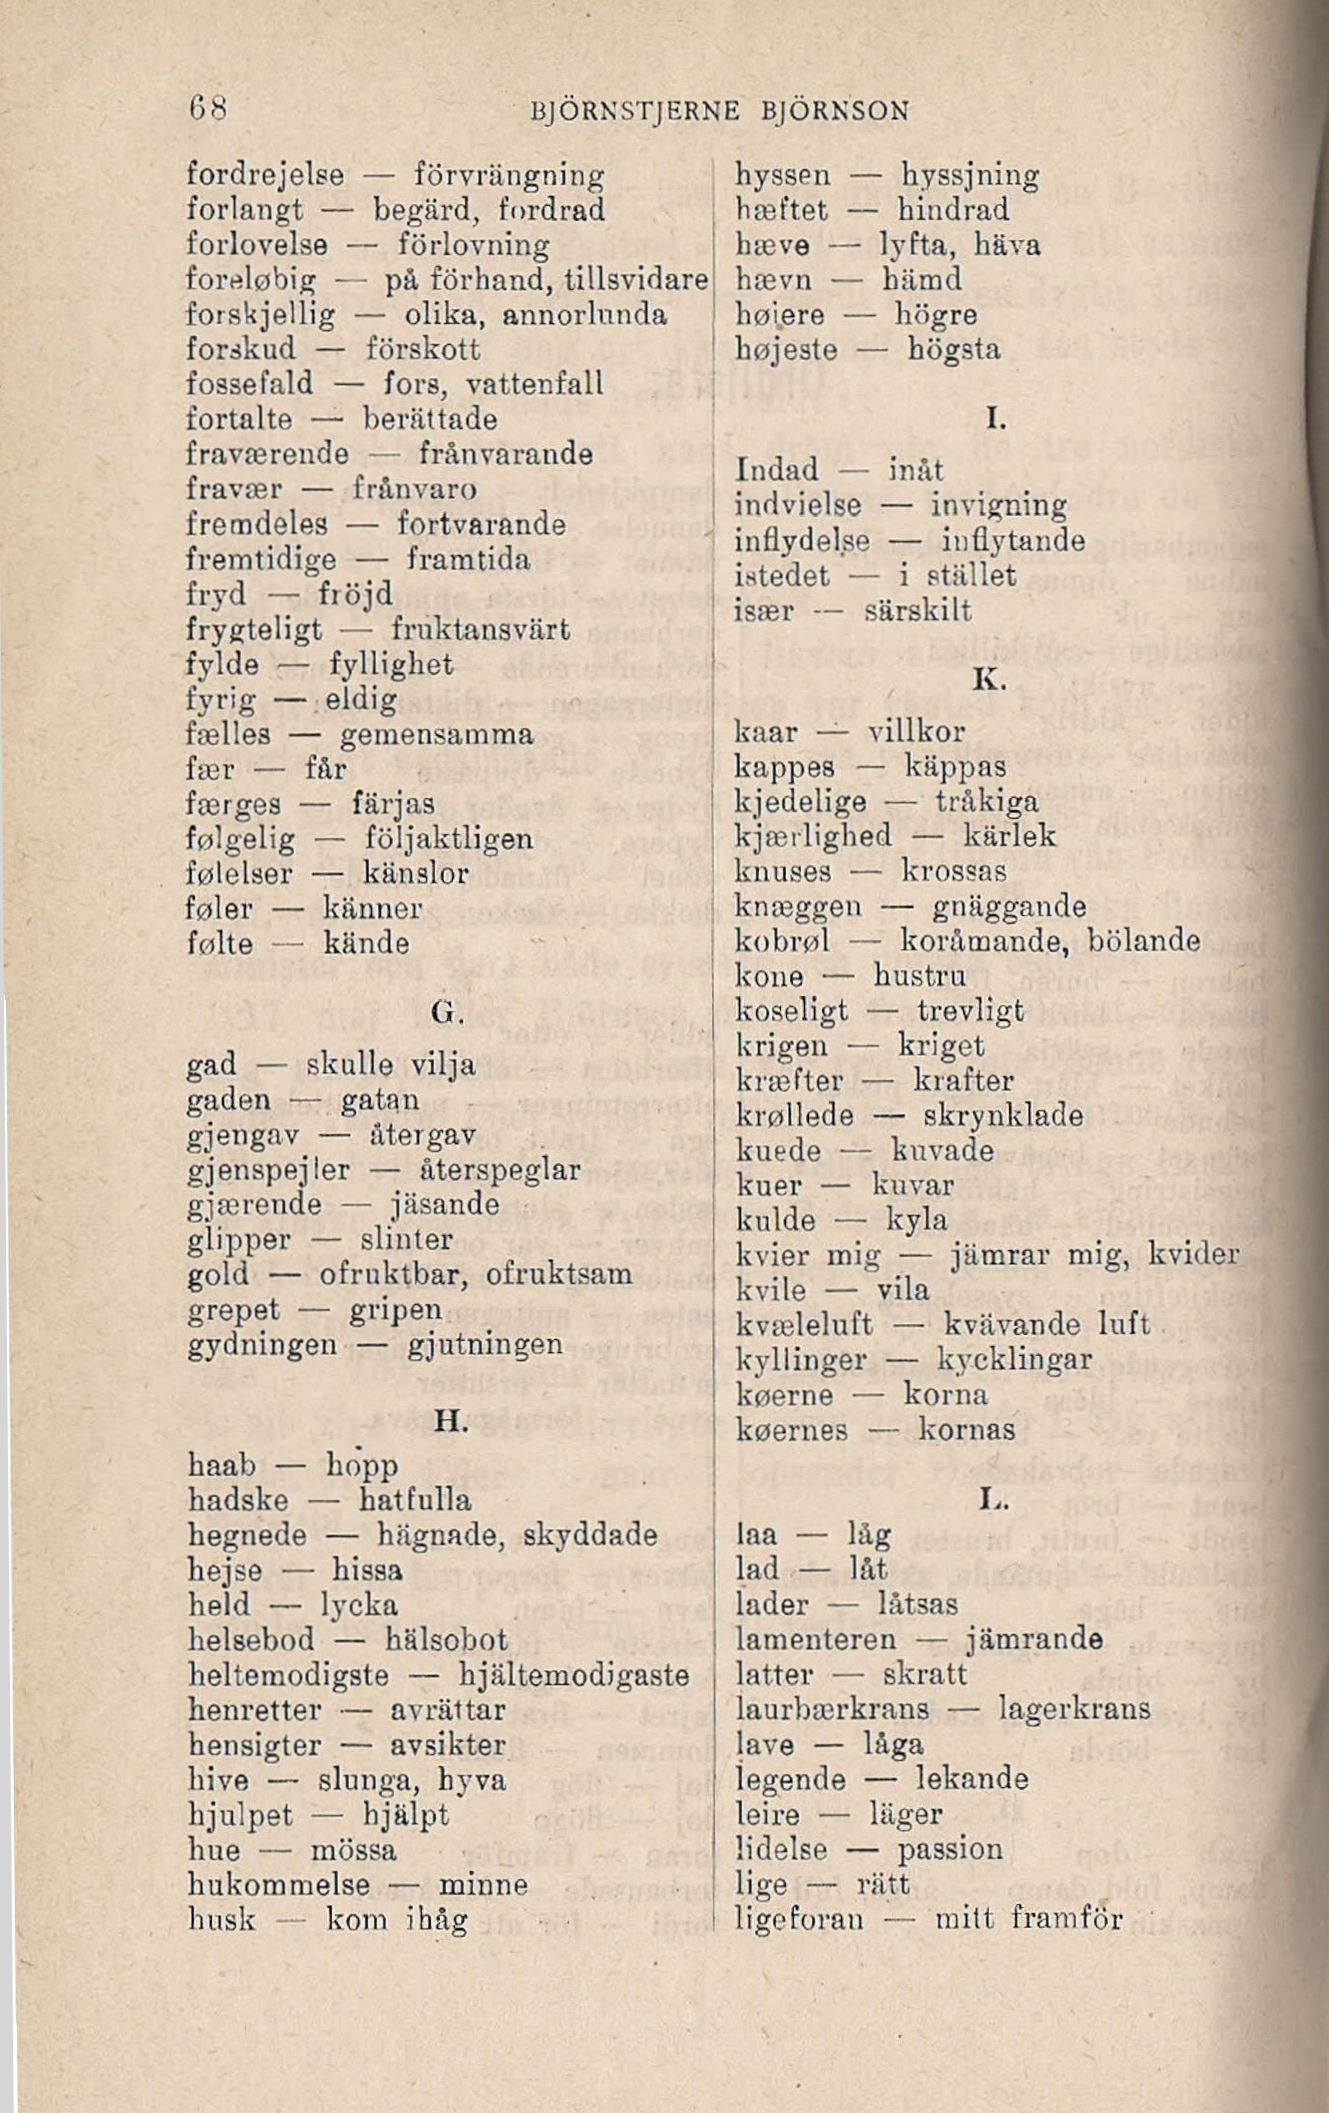 68
BJÖRNSTJERNE BJÖRNSON
fordrejelse — förvrängning
forlangt — begärd, fordrad
forlovelse — förlovning
foreløbig — på förhand, tillsvidare
forskjellig — olika, annorlunda
forskud — förskott
fossefald — fors, vattenfall
fortalte — berättade
fraværende — frånvarande
fravær — frånvaro
fremdeles — fortvarande
fremtidige — framtida
fryd — fröjd
frygteligt — fruktansvärt
fylde — fyllighet
fyrig — eldig
fælles — gemensamma
fær — får
færges — färjas
følgelig — följaktligen
følelser — känslor
føler — känner
følte — kände
G.
gad — skulle vilja
gaden — gatan
gjengav — återgav
gjenspejler — återspeglar
gjærende — jäsande
glipper — slinter
gold — ofruktbar, ofruktsam
grepet — gripen
gydningen — gjutningen
H.
haab — hopp
hadske — hatfulla
hegnede — hägnade, skyddade
hejse — hissa
held — lycka
helsebod — hälsobot
heltemodigste — hjältemodigaste
henretter — avrättar
hensigter — avsikter
hive — slunga, hyva
hjulpet — hjälpt
hue — mössa
hukommelse — minne
husk — kom ihåg
hyssen — hyssjning
hæftet — hindrad
hæve — lyfta, häva
hævn — hämd
høiere — högre
højeste — högsta
I.
Indad — inåt
indvielse — invigning
inflydelse — inflytande
istedet — i stället
især — särskilt
K.
kaar — villkor
kappes — käppas
kjedelige — tråkiga
kjærlighed — kärlek
knuses — krossas
knæggen — gnäggande
kobrøl — koråmande, bölande
kone — hustru
koseligt — trevligt
krigen — kriget
kræfter — krafter
krøllede — skrynklade
kuede — kuvade
kuer — kuvar
kulde — kyla
kvier mig — jämrar mig, kvider
kvile — vila
kvæleluft — kvävande luft
kyllinger — kycklingar
køerne — korna
køernes — kornas
L.
laa — låg
lad — låt
lader — låtsas
lamenteren — jämrande
latter — skratt
laurbærkrans — lagerkrans
lave — låga
legende — lekande
leire — läger
lidelse — passion
lige — rätt
ligeforan — mitt framför